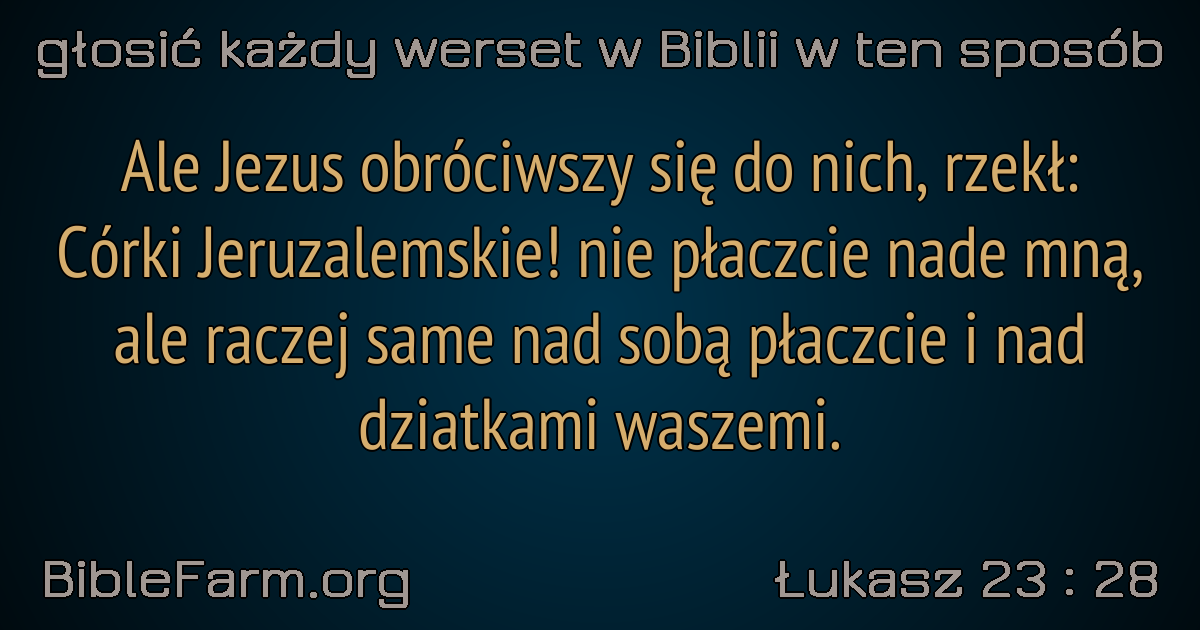 głosić każdy werset w Biblii w ten sposób
Ale Jezus obróciwszy się do nich, rzekł:
Córki Jeruzalemskie! nie płaczcie nade mną,
ale raczej same nad sobą płaczcie i nad
dziatkami waszemi.
BibleFarm.org
Łukasz 23 : 28